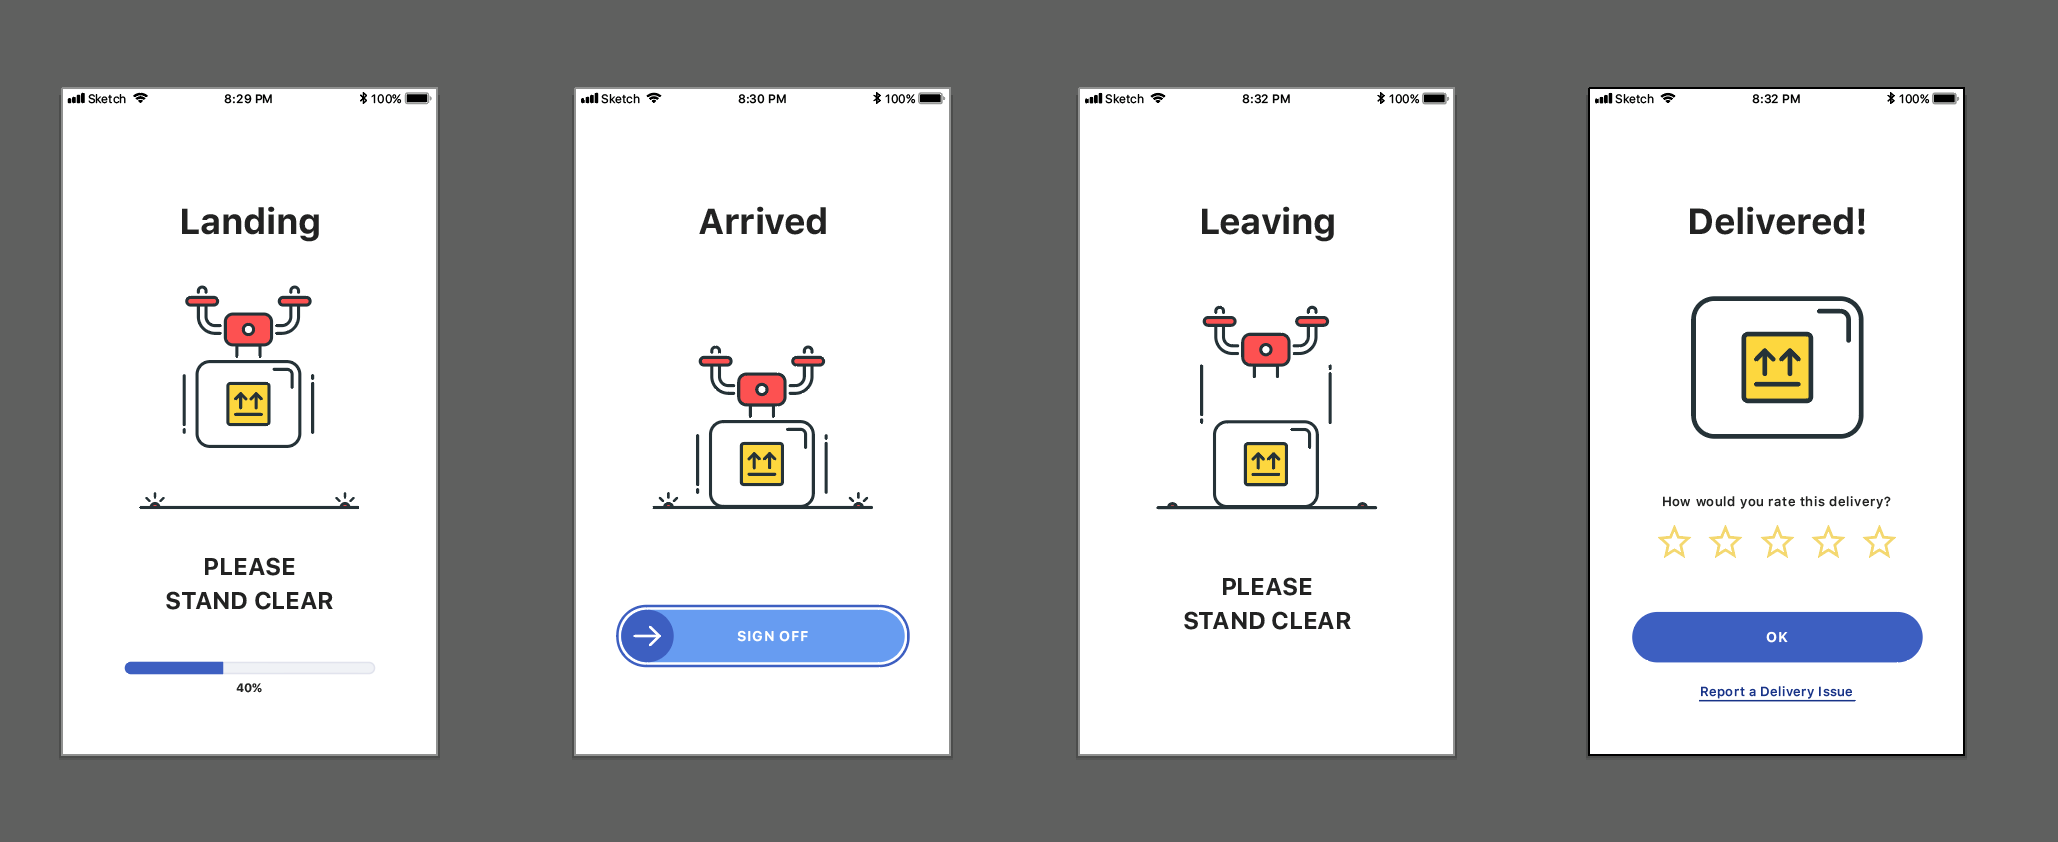 Sketch 8:29 PM 100%
Landing
PLEASE
STAND CLEAR
40%
Sketch 8:30 PM 100%
Arrived
SIGN OFF
Sketch 8:32 PM 100%
Leaving
PLEASE
STAND CLEAR
Sketch 8:32 PM 100%
Delivered!
How would you rate this delivery?
OK
Report a Delivery Issue